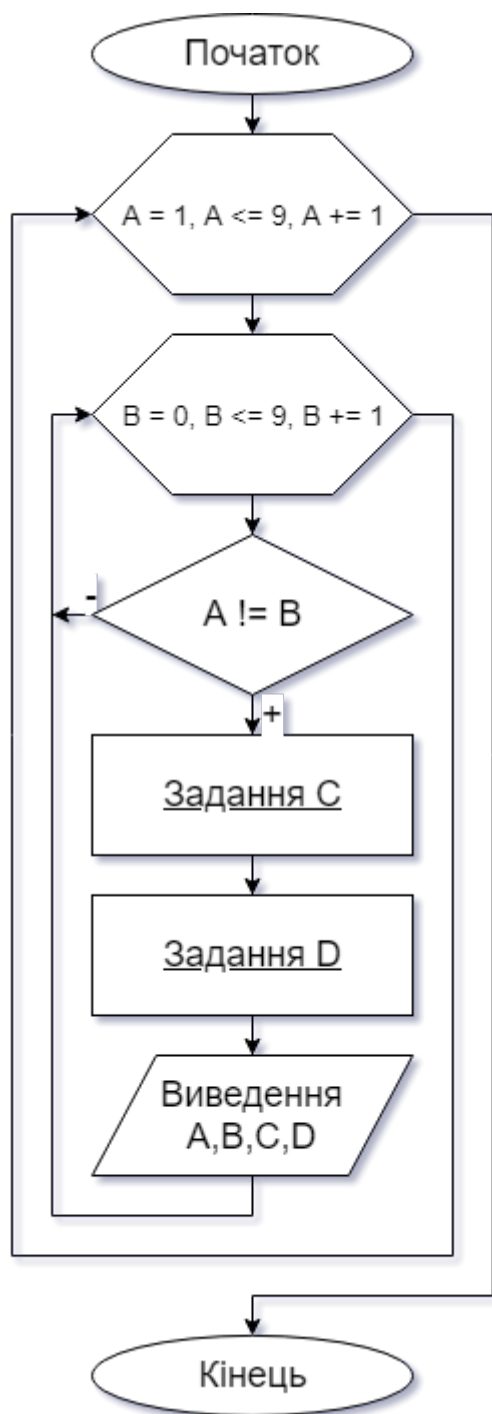 Початок
A = 1, A <= 9, A += 1
B = 0, B <= 9, B += 1
-
A != B
+
Задання C
Задання D
Виведення
A,B,C,D
Кінець